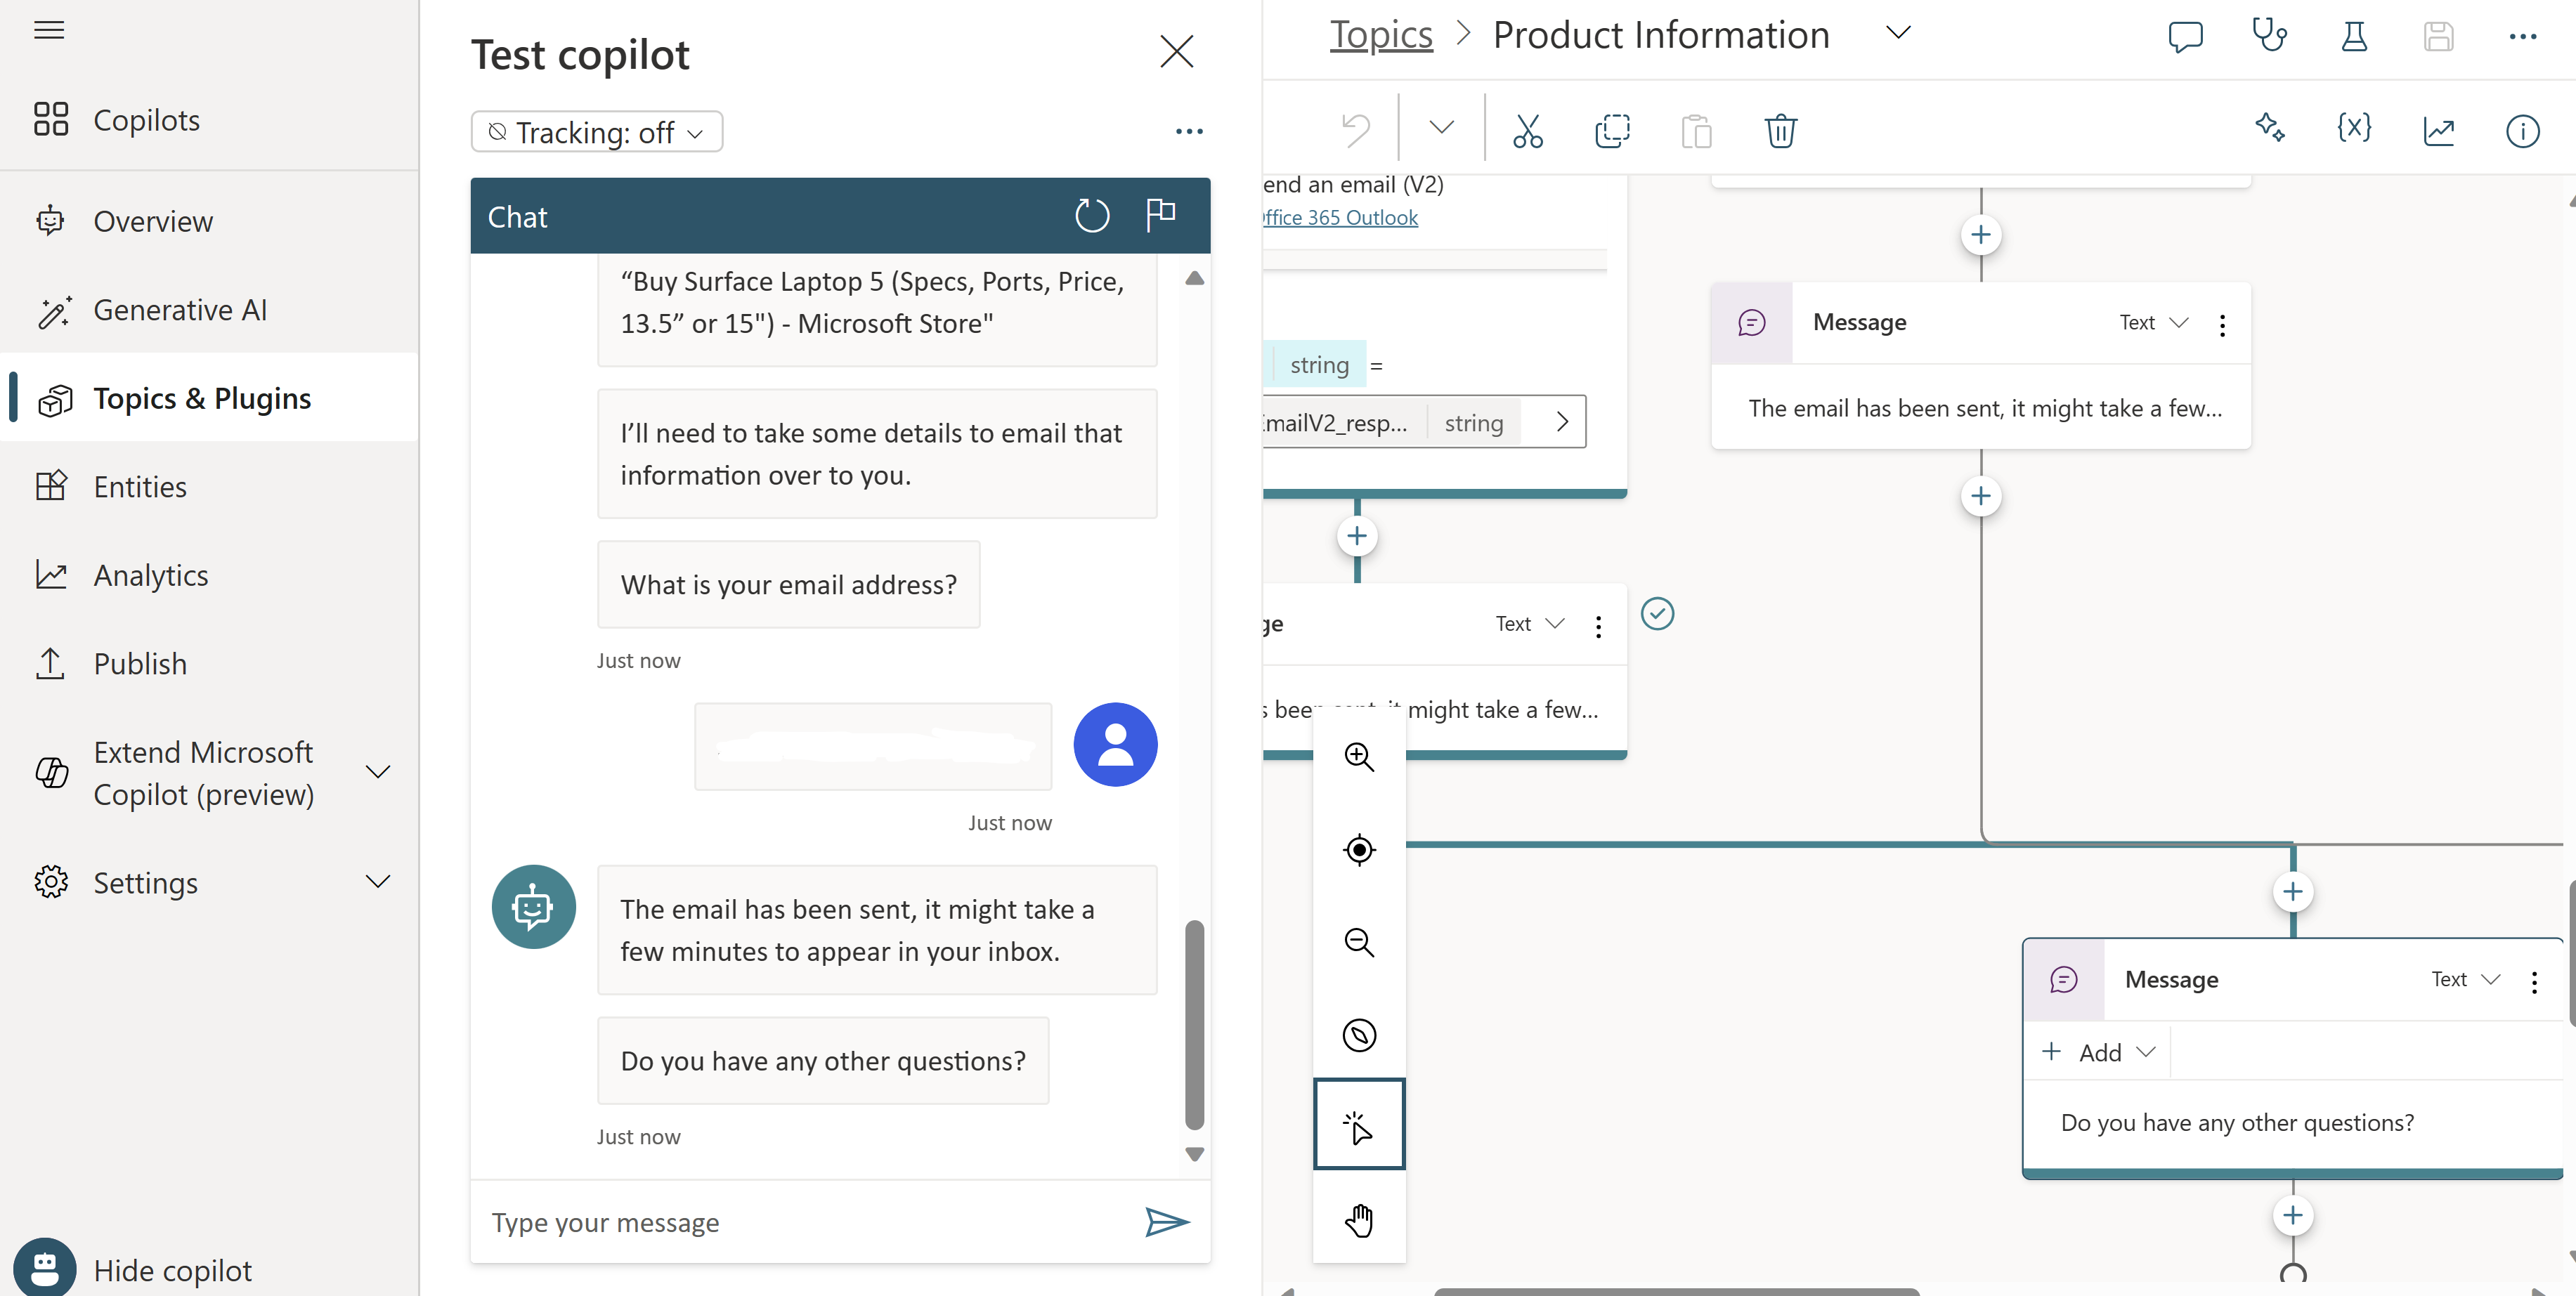 Copilots
Overview
Generative AI
Topics & Plugins
Entities
Analytics
Publish
Extend Microsoft
Copilot (preview)
Settings
Hide copilot
Test copilot
Tracking: off
Chat
“Buy Surface Laptop 5 (Specs, Ports, Price,
13.5” or 15") - Microsoft Store"
I’ll need to take some details to email that
information over to you.
What is your email address?
Just now
Just now
The email has been sent, it might take a
few minutes to appear in your inbox.
Do you have any other questions?
Just now
Type your message
Topics > Product Information
{x}
end an email (V2)
ffice 365 Outlook
string =
EmailV2_resp... string
ge Text
s been sent, it might take a few...
Message Text
The email has been sent, it might take a few...
Message Text
+ Add
Do you have any other questions?